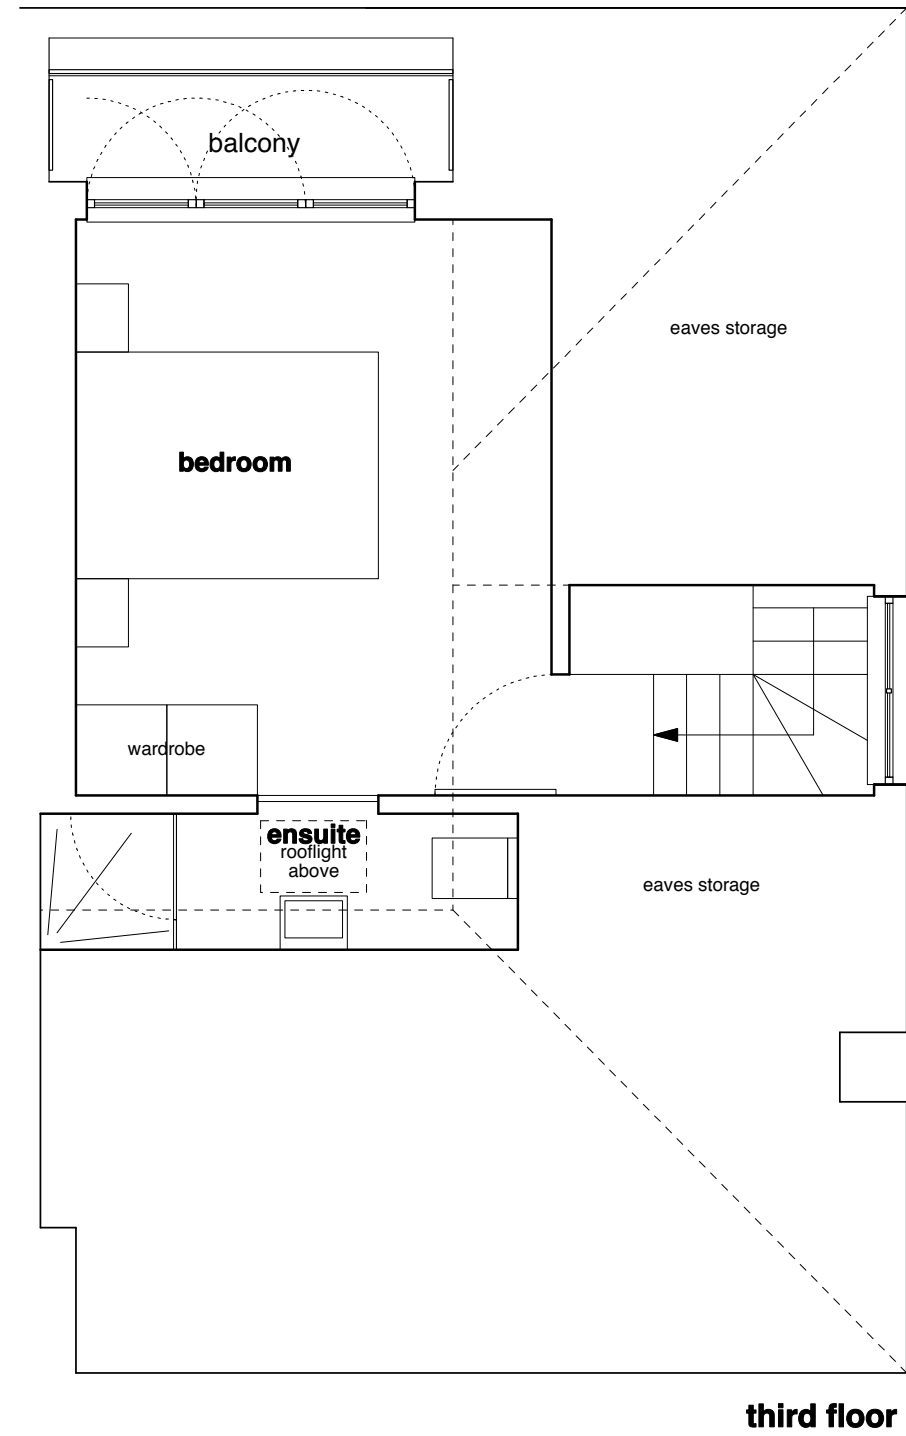 balcony
eaves storage
bedroom
wardrobe
ensuite
rooflight
above
eaves storage
third floor